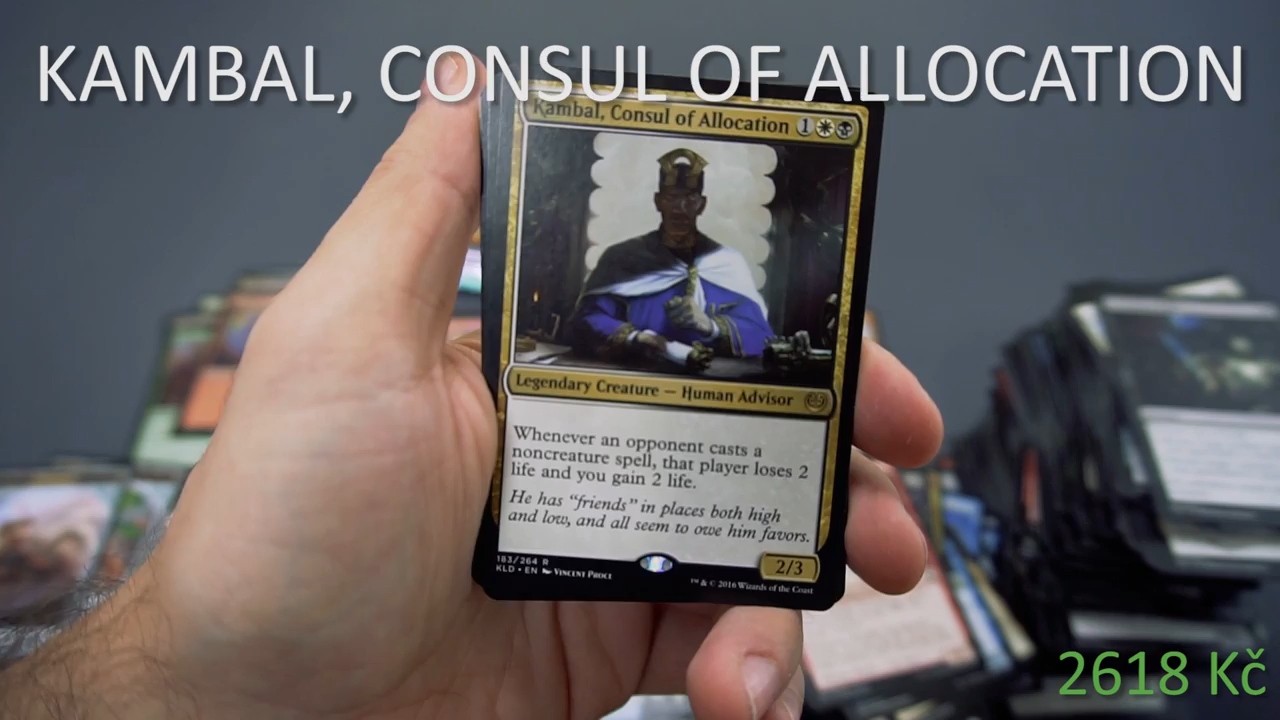 KAMBAL, CONSUL OF ALLOCATION
Kambal, Consul of Allocation 1
Legendary Creature — Human Advisor
Whenever an opponent casts a
noncreature spell, that player loses 2
life and you gain 2 life.
He has “friends” in places both high
and low, and all seem to owe him favors.
2/3
183/264 R
KLD • EN VINCENT PROCE
™ & © 2016 Wizards of the Coast
2618 Kč